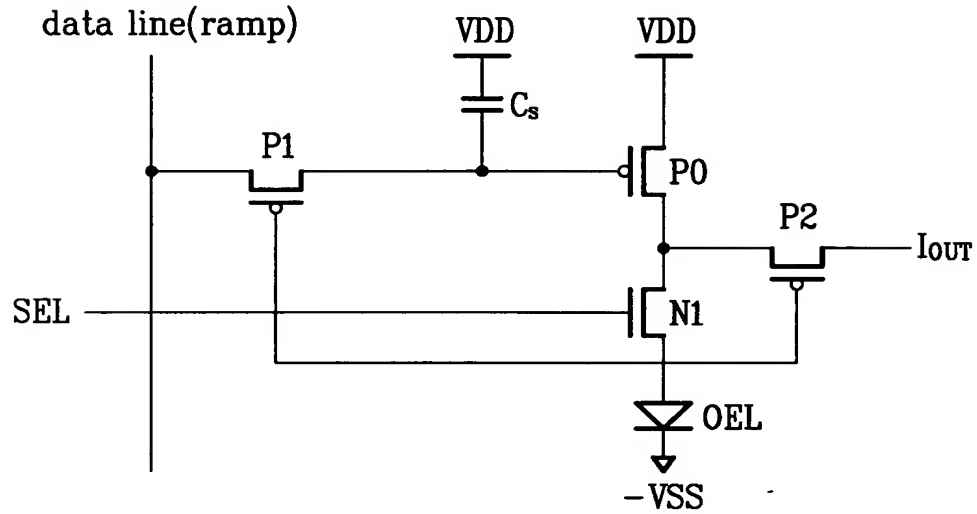 data line(ramp)
VDD
VDD
Cs
P1
P0
P2
IOUT
SEL
N1
OEL
-VSS